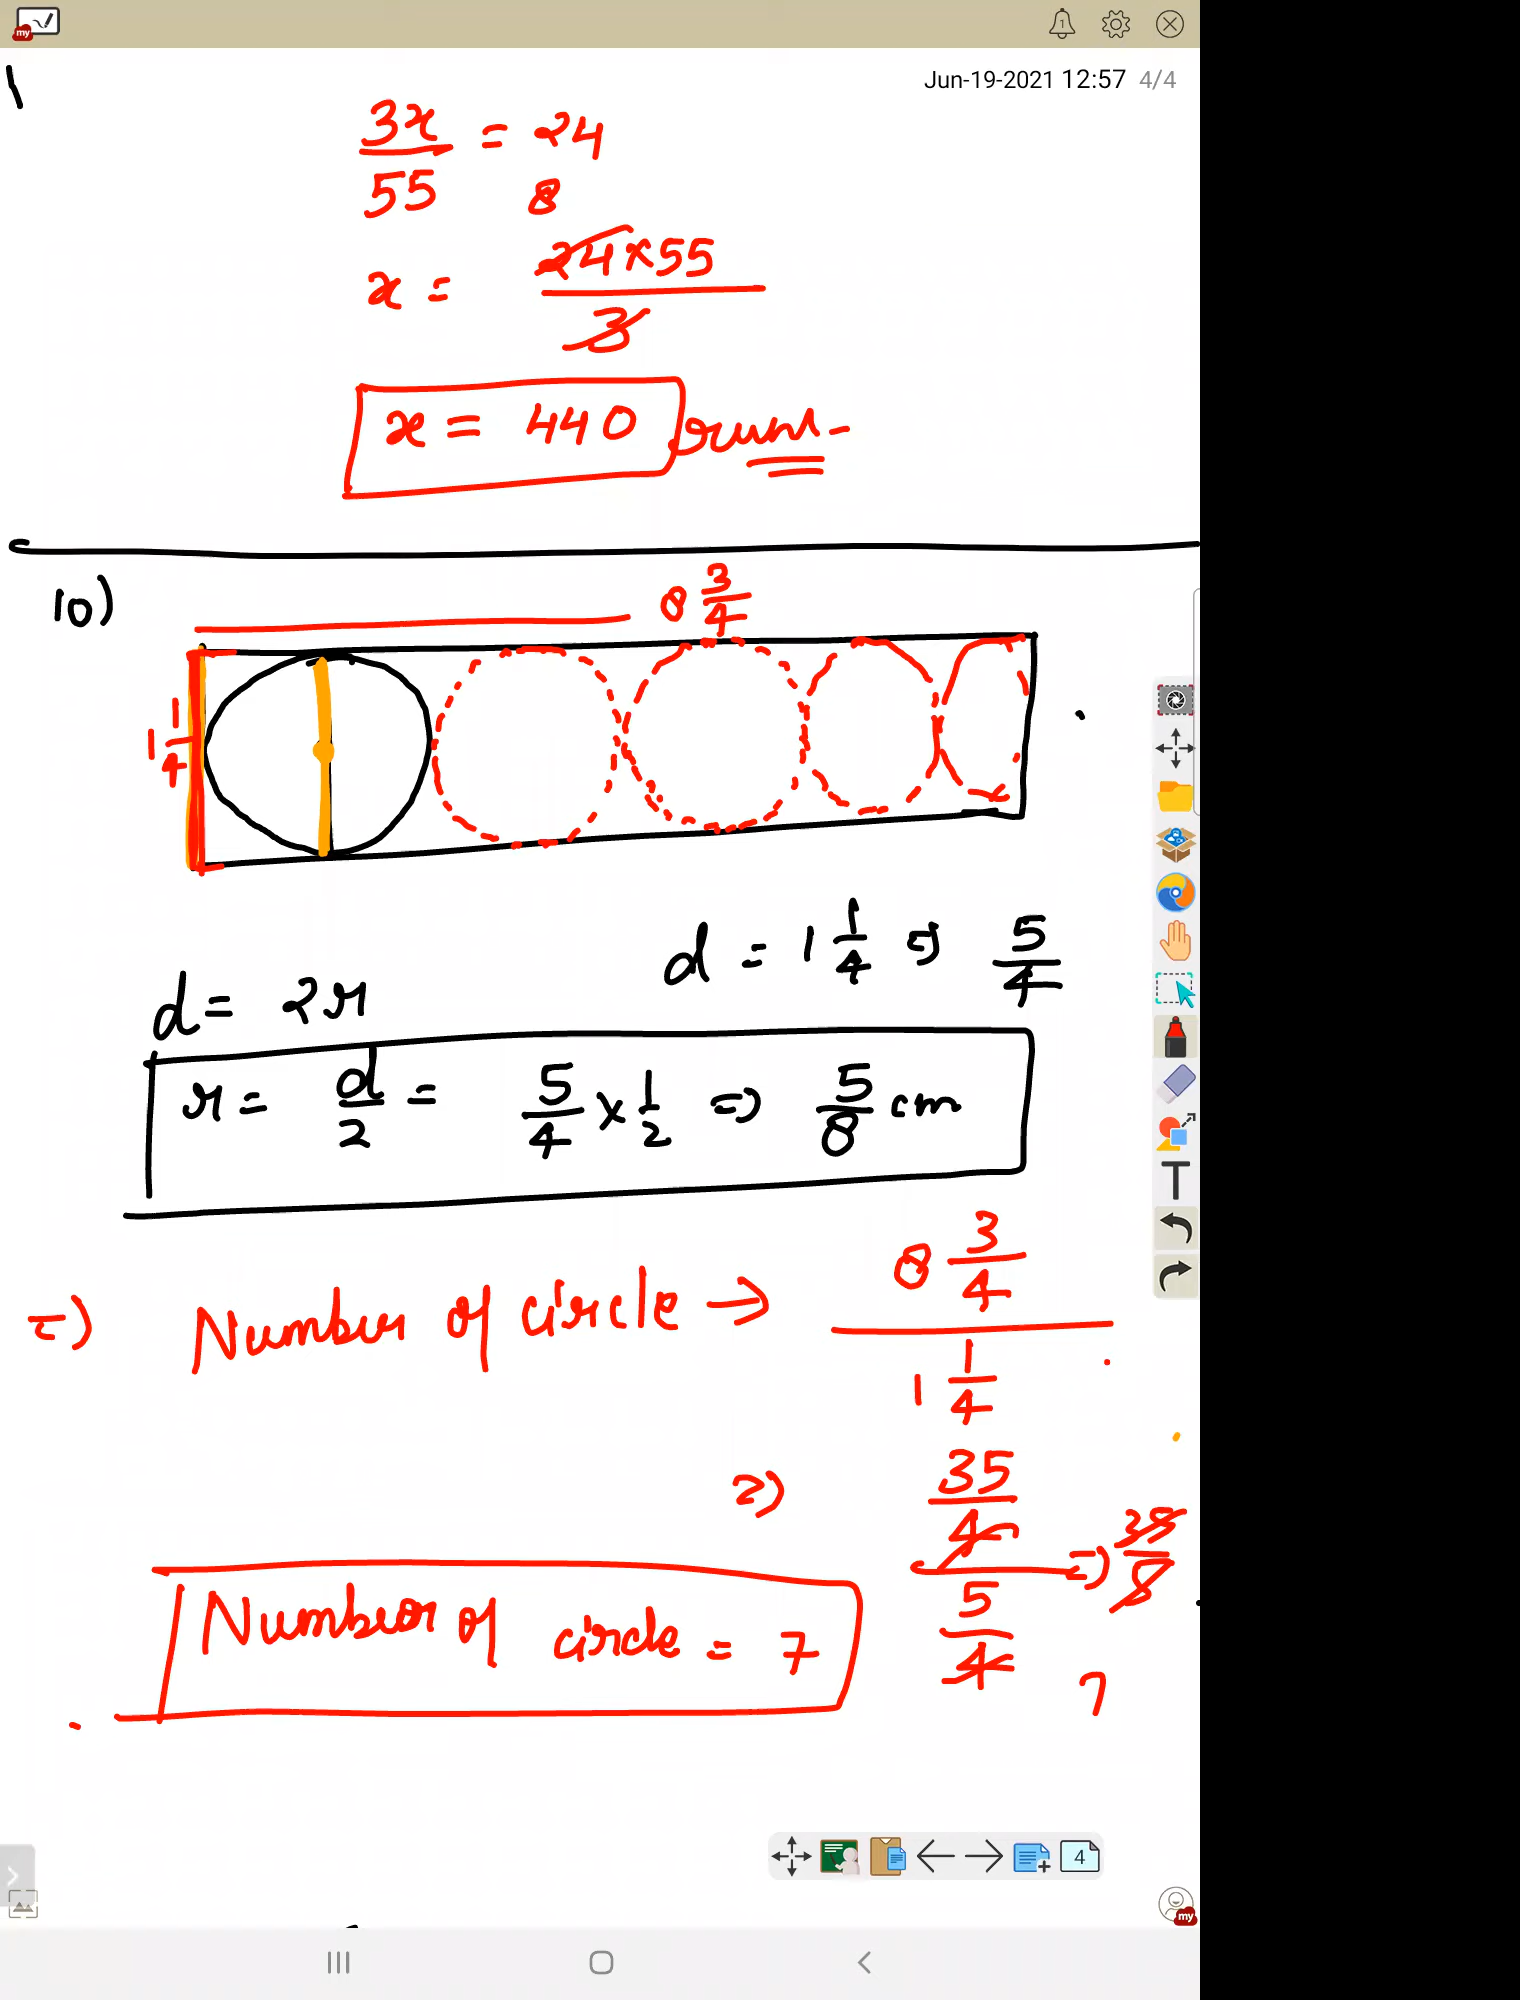 Jun-19-2021 12:57 4/4
3x/55 = 24
8
x = 24×55/3
x = 440
10)
8 3/4
1 1/4
d = 1 1/4 => 5/4
d = 2r
r = d/2 = 5/4 × 1/2 => 5/8 cm
=) Number of circle → 8 3/4 / 1 1/4
=) 35/4 / 5/4 =) 35/5
7
Number of circle = 7
T
4
my
my
1